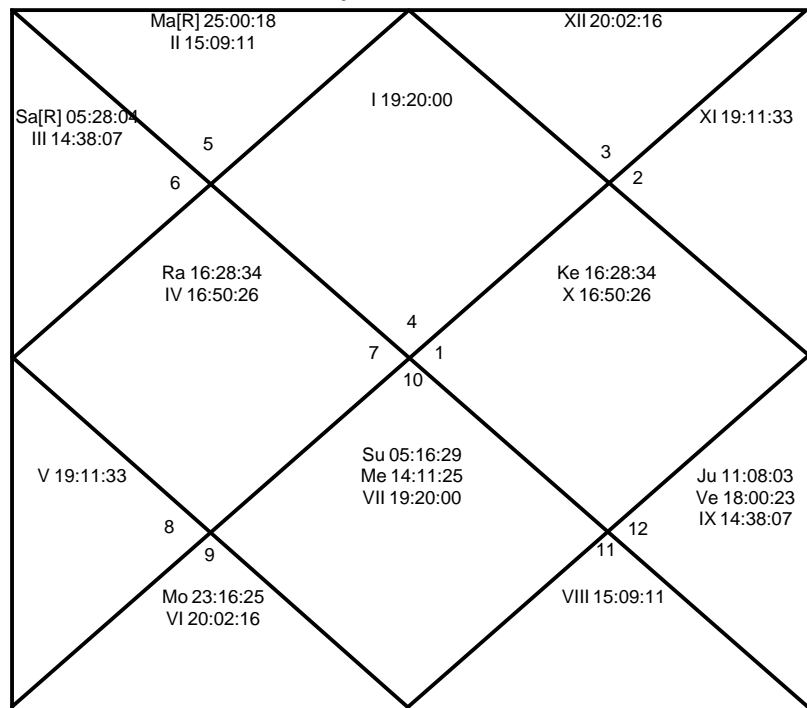 Ma[R] 25:00:18
II 15:09:11
XII 20:02:16
I 19:20:00
Sa[R] 05:28:04
III 14:38:07
XI 19:11:33
5
3
6
2
Ra 16:28:34
IV 16:50:26
Ke 16:28:34
X 16:50:26
4
7
1
10
Su 05:16:29
Me 14:11:25
VII 19:20:00
V 19:11:33
Ju 11:08:03
Ve 18:00:23
IX 14:38:07
8
12
9
11
Mo 23:16:25
VI 20:02:16
VIII 15:09:11